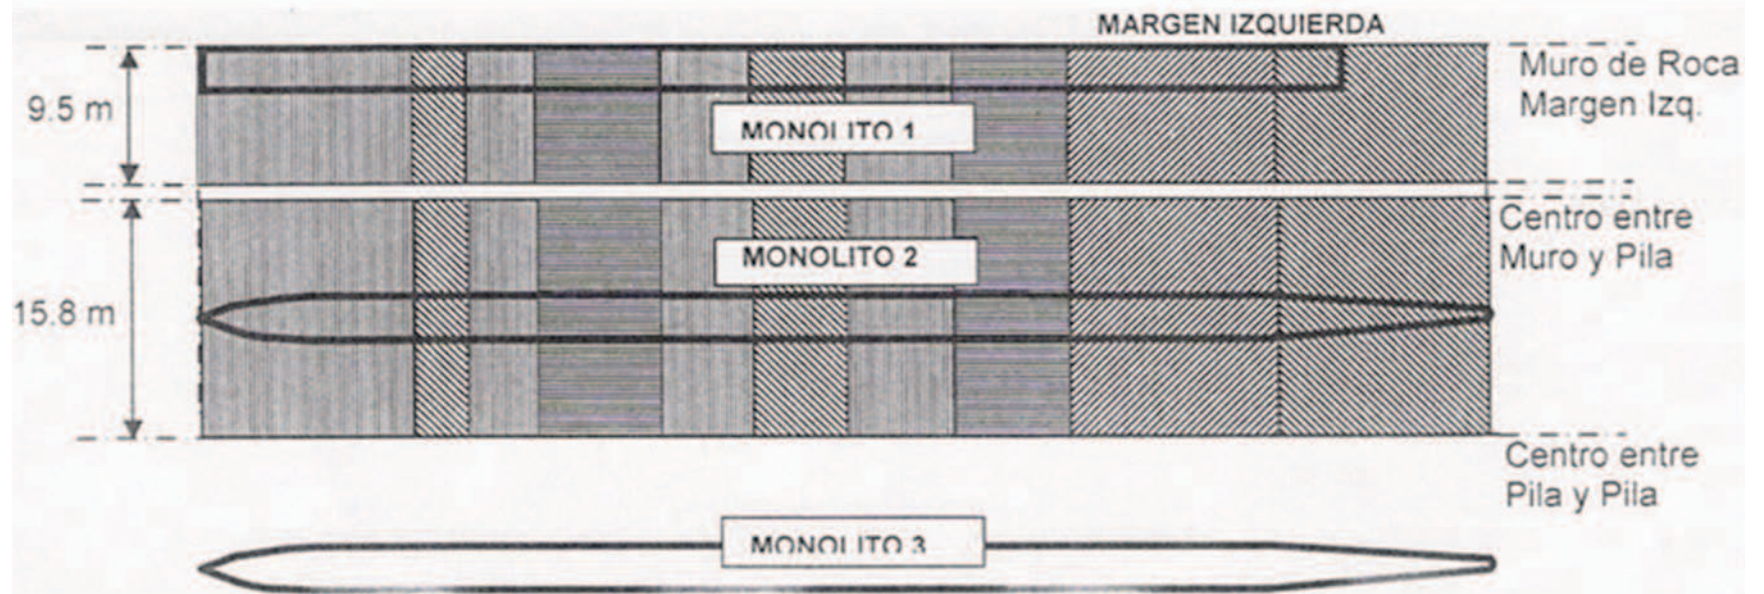 MARGEN IZQUIERDA
9.5 m
Muro de Roca
Margen Izq.
MONOLITO 1
Centro entre
Muro y Pila
MONOLITO 2
15.8 m
Centro entre
Pila y Pila
MONOLITO 3